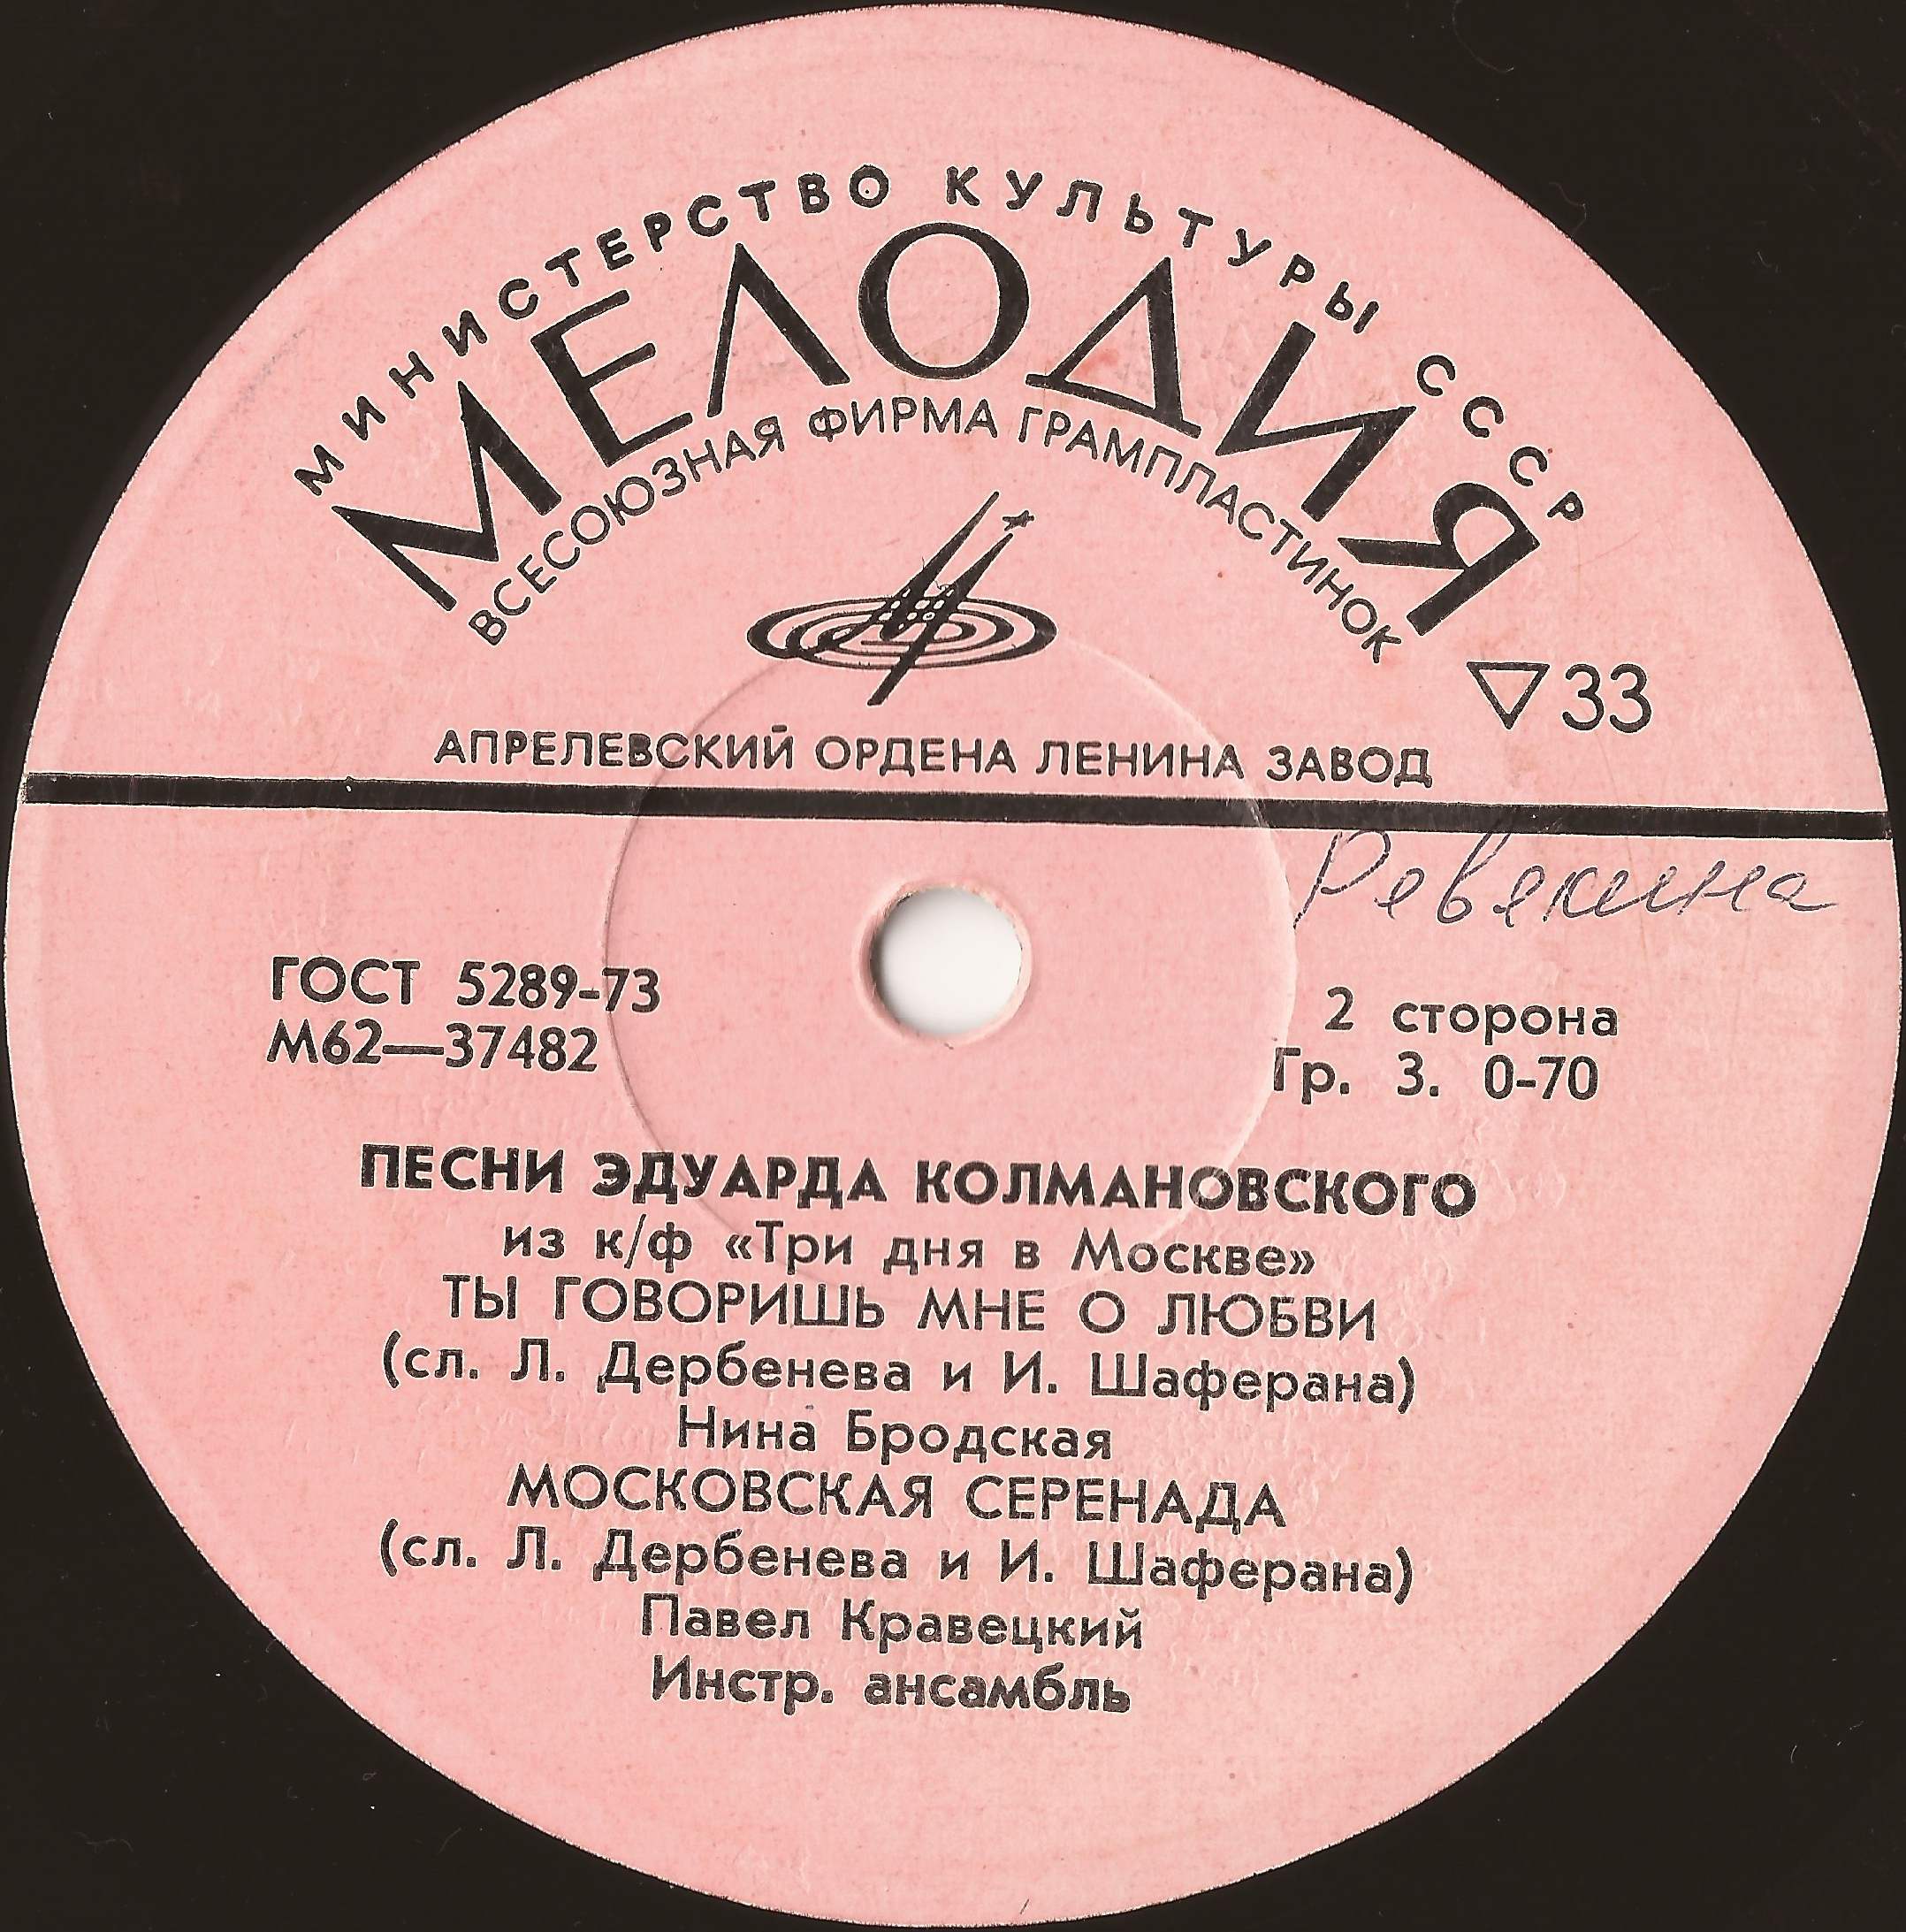 МИНИСТЕРСТВО КУЛЬТУРЫ СССР
МЕЛОДИЯ
ВСЕСОЮЗНАЯ ФИРМА ГРАМПЛАСТИНОК
33
АПРЕЛЕВСКИЙ ОРДЕНА ЛЕНИНА ЗАВОД
ГОСТ 5289-73
М62—37482
2 сторона
Гр. 3. 0-70
ПЕСНИ ЭДУАРДА КОЛМАНОВСКОГО
из к/ф «Три дня в Москве»
ТЫ ГОВОРИШЬ МНЕ О ЛЮБВИ
(сл. Л. Дербенева и И. Шаферана)
Нина Бродская
МОСКОВСКАЯ СЕРЕНАДА
(сл. Л. Дербенева и И. Шаферана)
Павел Кравецкий
Инстр. ансамбль